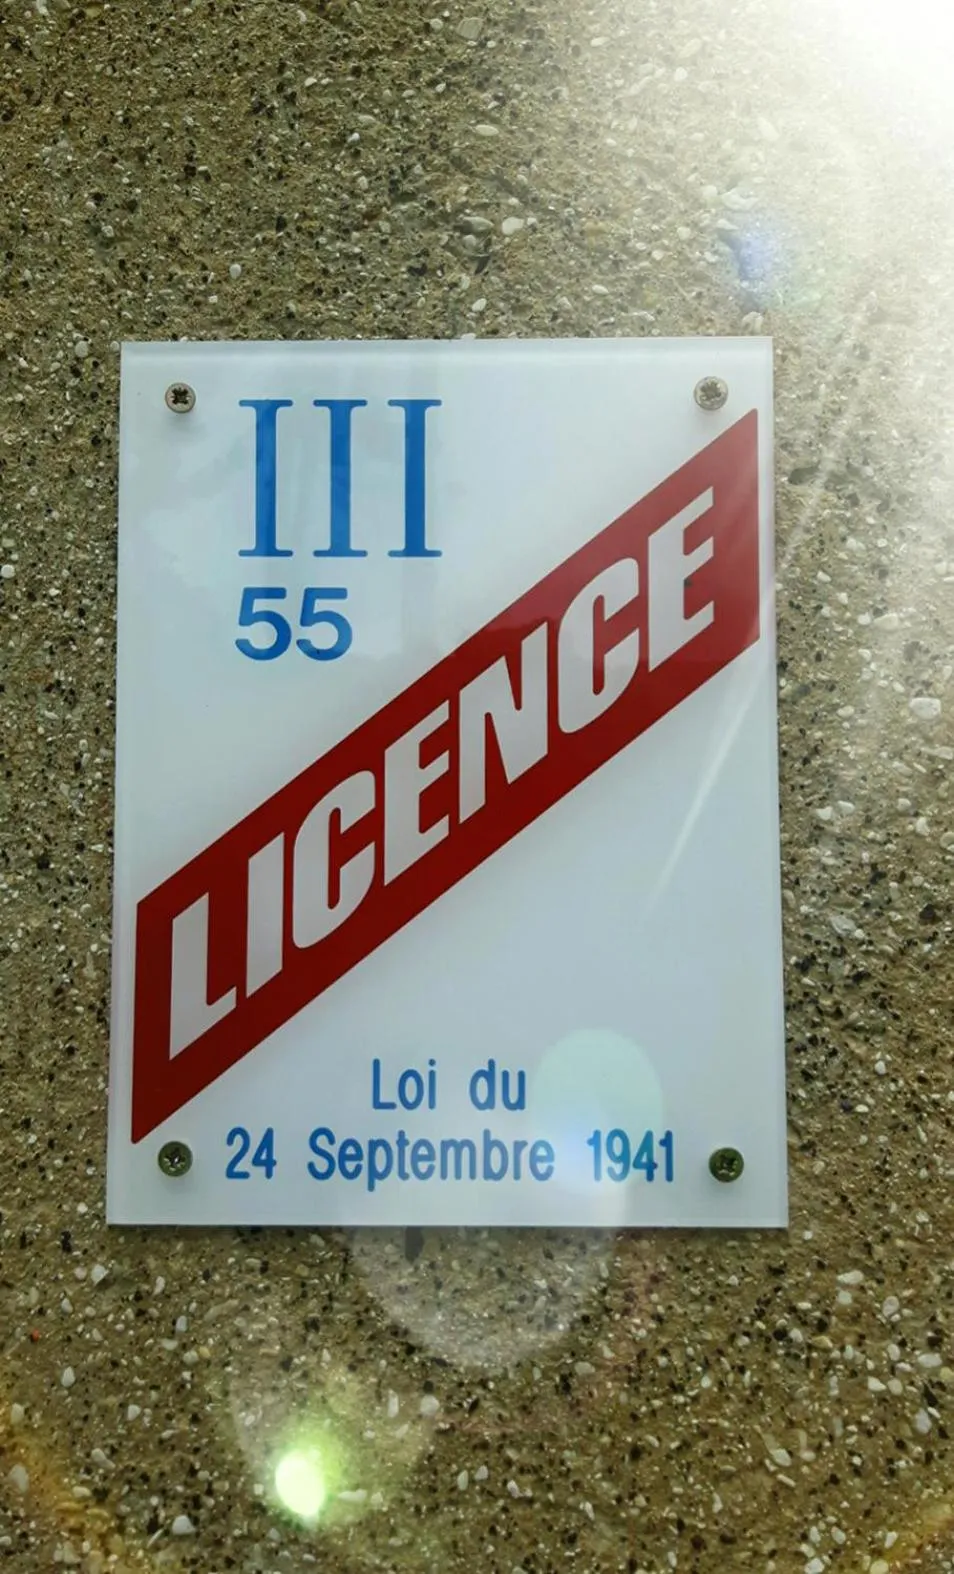 III
55
LICENCE
Loi du
24 Septembre 1941